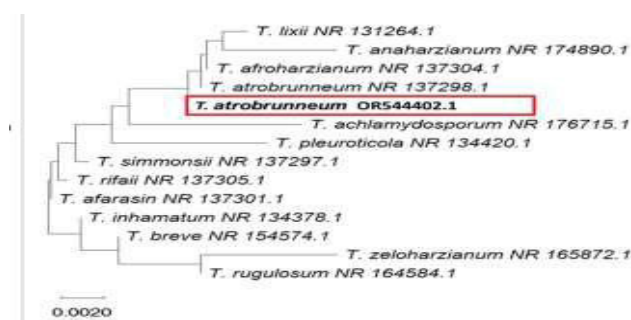 T. lixii NR 131264.1
T. anaharzianum NR 174890.1
T. afroharzianum NR 137304.1
T. atrobrunneum NR 137298.1
T. atrobrunneum OR544402.1
T. achlamydosporum NR 176715.1
T. pleuroticola NR 134420.1
T. simmonsii NR 137297.1
T. rifaii NR 137305.1
T. afarasin NR 137301.1
T. inhamatum NR 134378.1
T. breve NR 154574.1
T. zeloharzianum NR 165872.1
T. rugulosum NR 164584.1
0.0020